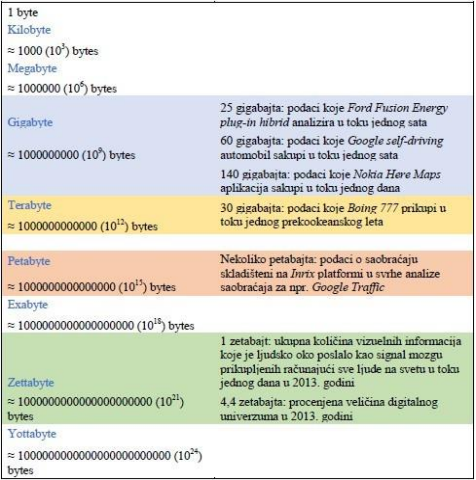 1 byte
Kilobyte
≈ 1000 (10³) bytes
Megabyte
≈ 1000000 (10⁶) bytes
Gigabyte
≈ 1000000000 (10⁹) bytes
25 gigabajta: podaci koje Ford Fusion Energy
plug-in hibrid analizira u toku jednog sata
60 gigabajta: podaci koje Google self-driving
automobil sakupi u toku jednog sata
140 gigabajta: podaci koje Nokia Here Maps
aplikacija sakupi u toku jednog dana
Terabyte
≈ 1000000000000 (10¹²) bytes
30 gigabajta: podaci koje Boing 777 prikupi u
toku jednog prekookeanskog leta
Petabyte
≈ 1000000000000000 (10¹⁵) bytes
Nekoliko petabajta: podaci o saobraćaju
skladišteni na Inrix platformi u svrhe analize
saobraćaja za npr. Google Traffic
Exabyte
≈ 1000000000000000000 (10¹⁸) bytes
Zettabyte
≈ 1000000000000000000000 (10²¹)
bytes
1 zetabajt: ukupna količina vizuelnih informacija
koje je ljudsko oko poslalo kao signal mozgu
prikupljenih računajući sve ljude na svetu u toku
jednog dana u 2013. godini
4,4 zetabajta: procenjena veličina digitalnog
univerzuma u 2013. godini
Yottabyte
≈ 1000000000000000000000000 (10²⁴)
bytes